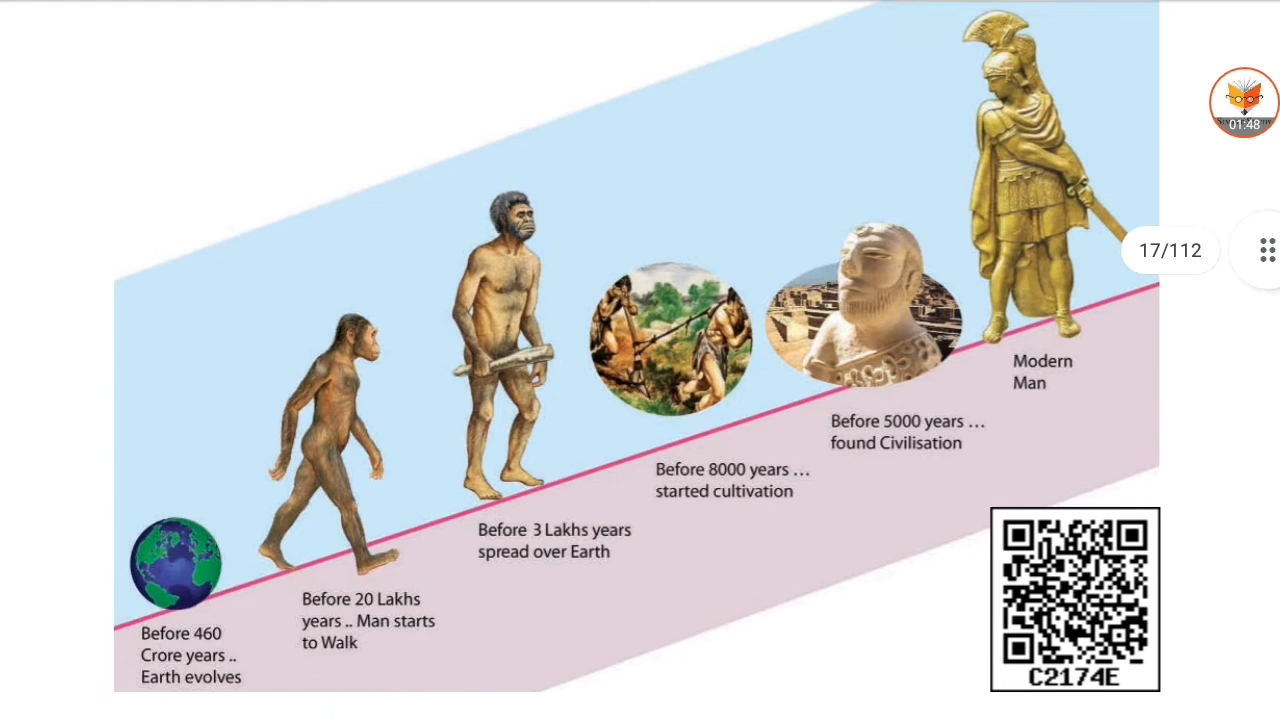 Before 460
Crore years ..
Earth evolves
Before 20 Lakhs
years .. Man starts
to Walk
Before 3 Lakhs years
spread over Earth
Before 8000 years ...
started cultivation
Before 5000 years ...
found Civilisation
Modern
Man
01:48
17/112
C2174E